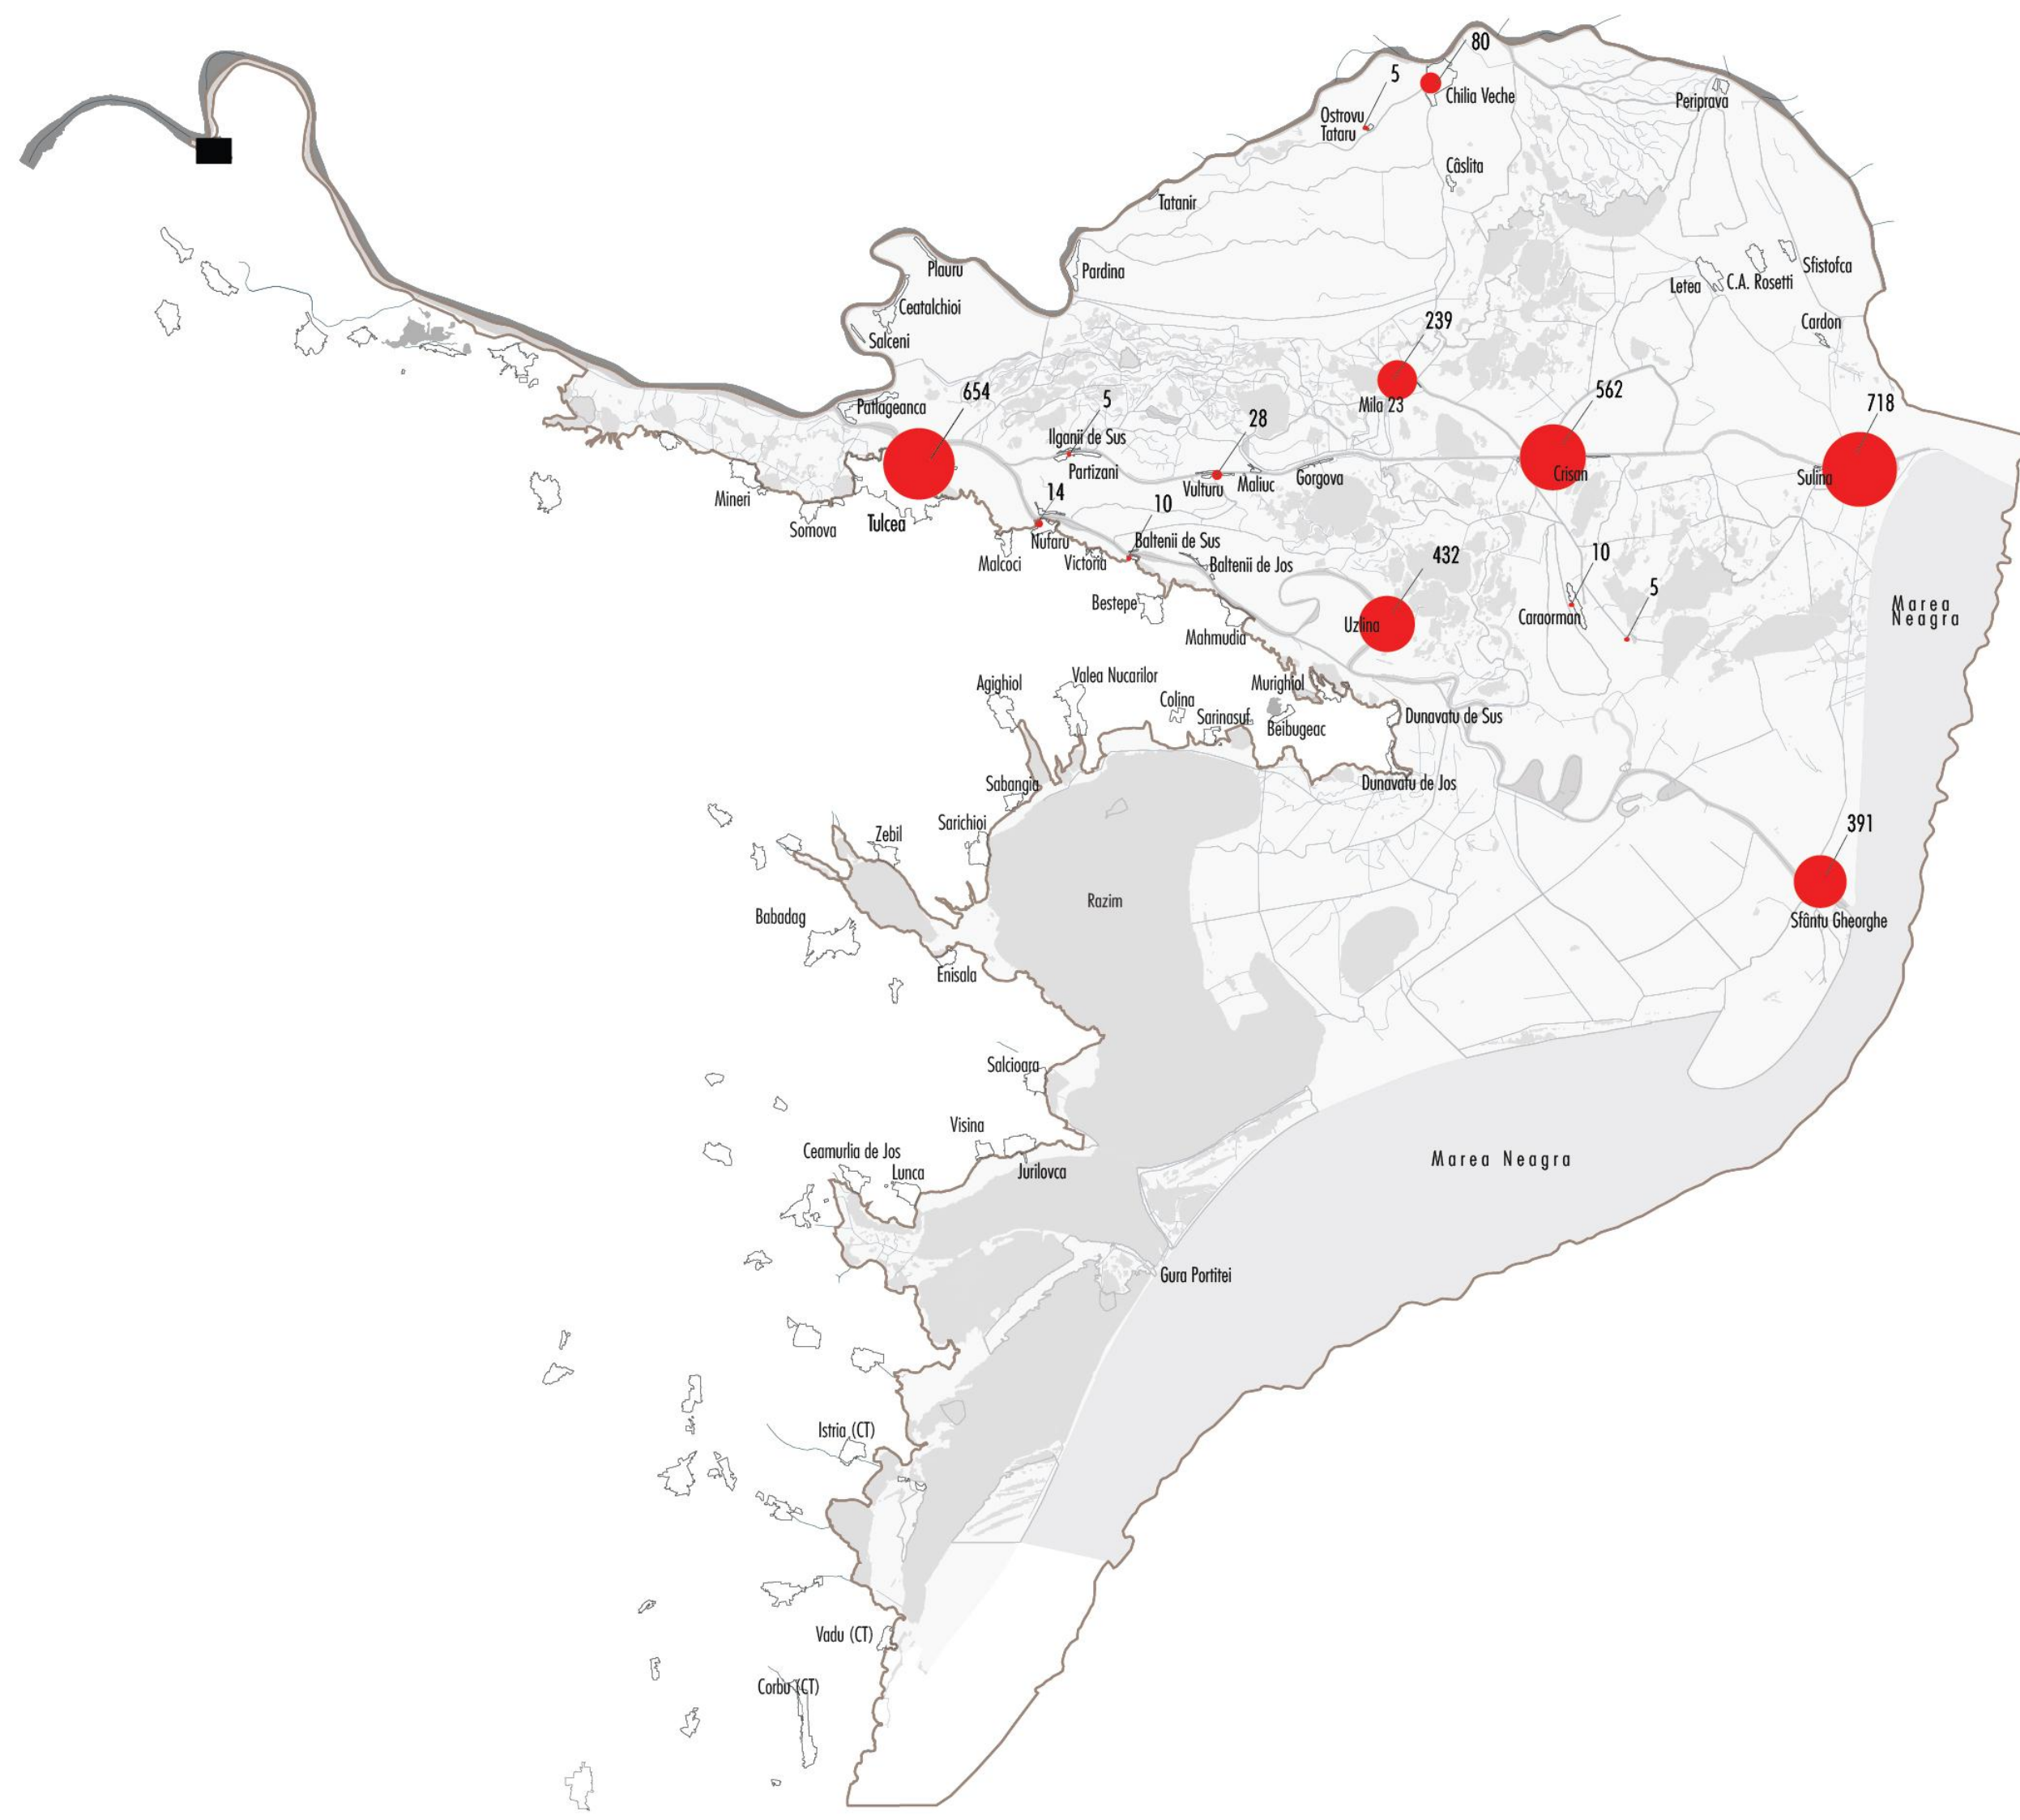 80
5
Chilia Veche
Periprava
Ostrovu
Tataru
Câslita
Tatanir
Plauru
Pardina
Sfistofca
Letea
C.A. Rosetti
Ceatalchioi
Salceni
239
Cardon
654
5
562
718
Patlageanca
28
Mila 23
Ilganii de Sus
Partizani
Vulturu
Maliuc
Gorgova
Crisan
Sulina
Mineri
14
10
Somova
Tulcea
Nufaru
Baltenii de Sus
432
10
Malcoci
Victoria
Baltenii de Jos
5
Bestepe
Uzlina
Caraorman
Marea
Neagra
Mahmudia
Agighiol
Valea Nucarilor
Colina
Murighiol
Sarinasuf
Beibugeac
Dunavatu de Sus
Sabangia
Dunavatu de Jos
Zebil
Sarichioi
391
Razim
Babadag
Sfântu Gheorghe
Enisala
Salcioara
Visina
Ceamurlia de Jos
Lunca
Jurilovca
Marea Neagra
Gura Portitei
Istria (CT)
Vadu (CT)
Corbu (CT)